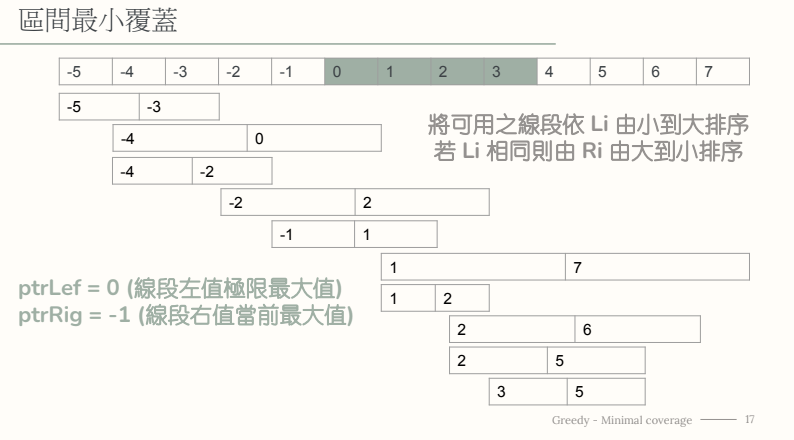 區間最小覆蓋
-5 -4 -3 -2 -1 0 1 2 3 4 5 6 7
-5 -3
-4 0
將可用之線段依 Li 由小到大排序
若 Li 相同則由 Ri 由大到小排序
-4 -2
-2 2
-1 1
1 7
ptrLef = 0 (線段左值極限最大值)
ptrRig = -1 (線段右值當前最大值)
1 2
2 6
2 5
3 5
Greedy - Minimal coverage 17